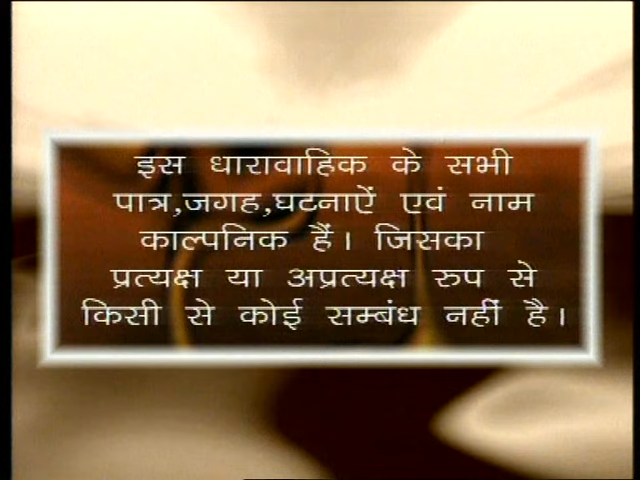 इस धारावाहिक के सभी
पात्र,जगह,घटनाऐं एवं नाम
काल्पनिक हैं। जिसका
प्रत्यक्ष या अप्रत्यक्ष रुप से
किसी से कोई सम्बंध नहीं है।